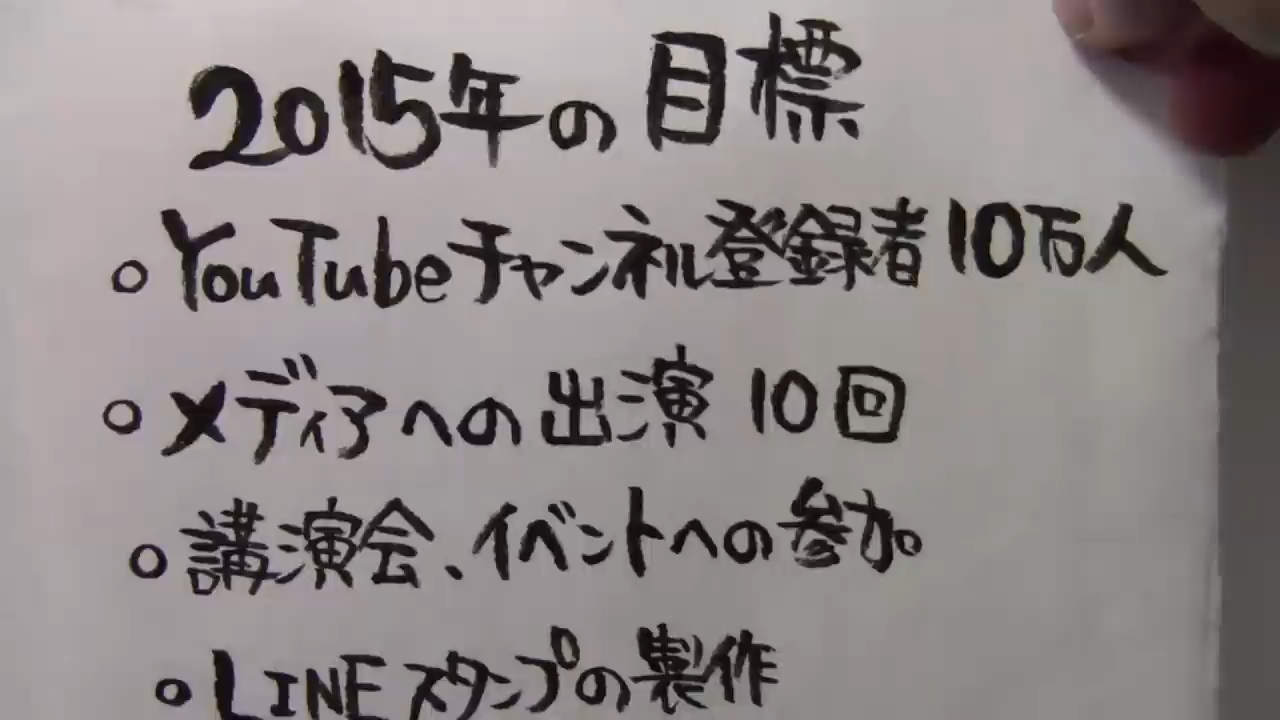 2015年の目標
○YouTubeチャンネル登録者10万人
○メディアへの出演 10回
○講演会、イベントへの参加
○LINEスタンプの製作